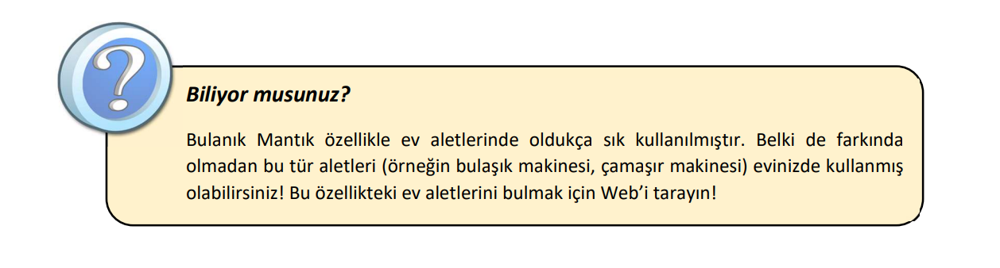 Biliyor musunuz?
Bulanık Mantık özellikle ev aletlerinde oldukça sık kullanılmıştır. Belki de farkında
olmadan bu tür aletleri (örneğin bulaşık makinesi, çamaşır makinesi) evinizde kullanmış
olabilirsiniz! Bu özellikteki ev aletlerini bulmak için Web’i tarayın!